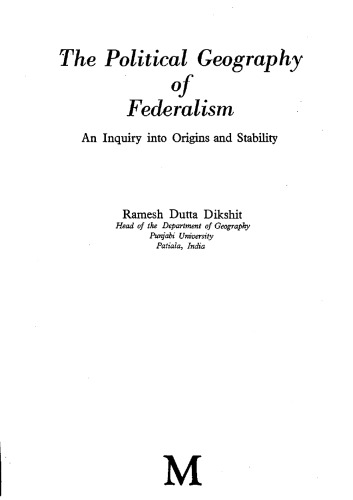 The Political Geography
of
Federalism
An Inquiry into Origins and Stability
Ramesh Dutta Dikshit
Head of the Department of Geography
Punjabi University
Patiala, India
M